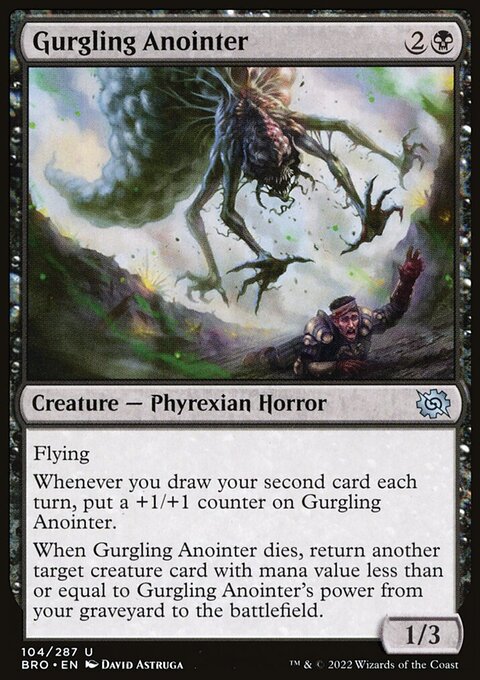 Gurgling Anointer 2
Creature — Phyrexian Horror
Flying
Whenever you draw your second card each
turn, put a +1/+1 counter on Gurgling
Anointer.
When Gurgling Anointer dies, return another
target creature card with mana value less than
or equal to Gurgling Anointer's power from
your graveyard to the battlefield.
1/3
104/287 U
BRO • EN David Astruga
™ & © 2022 Wizards of the Coast